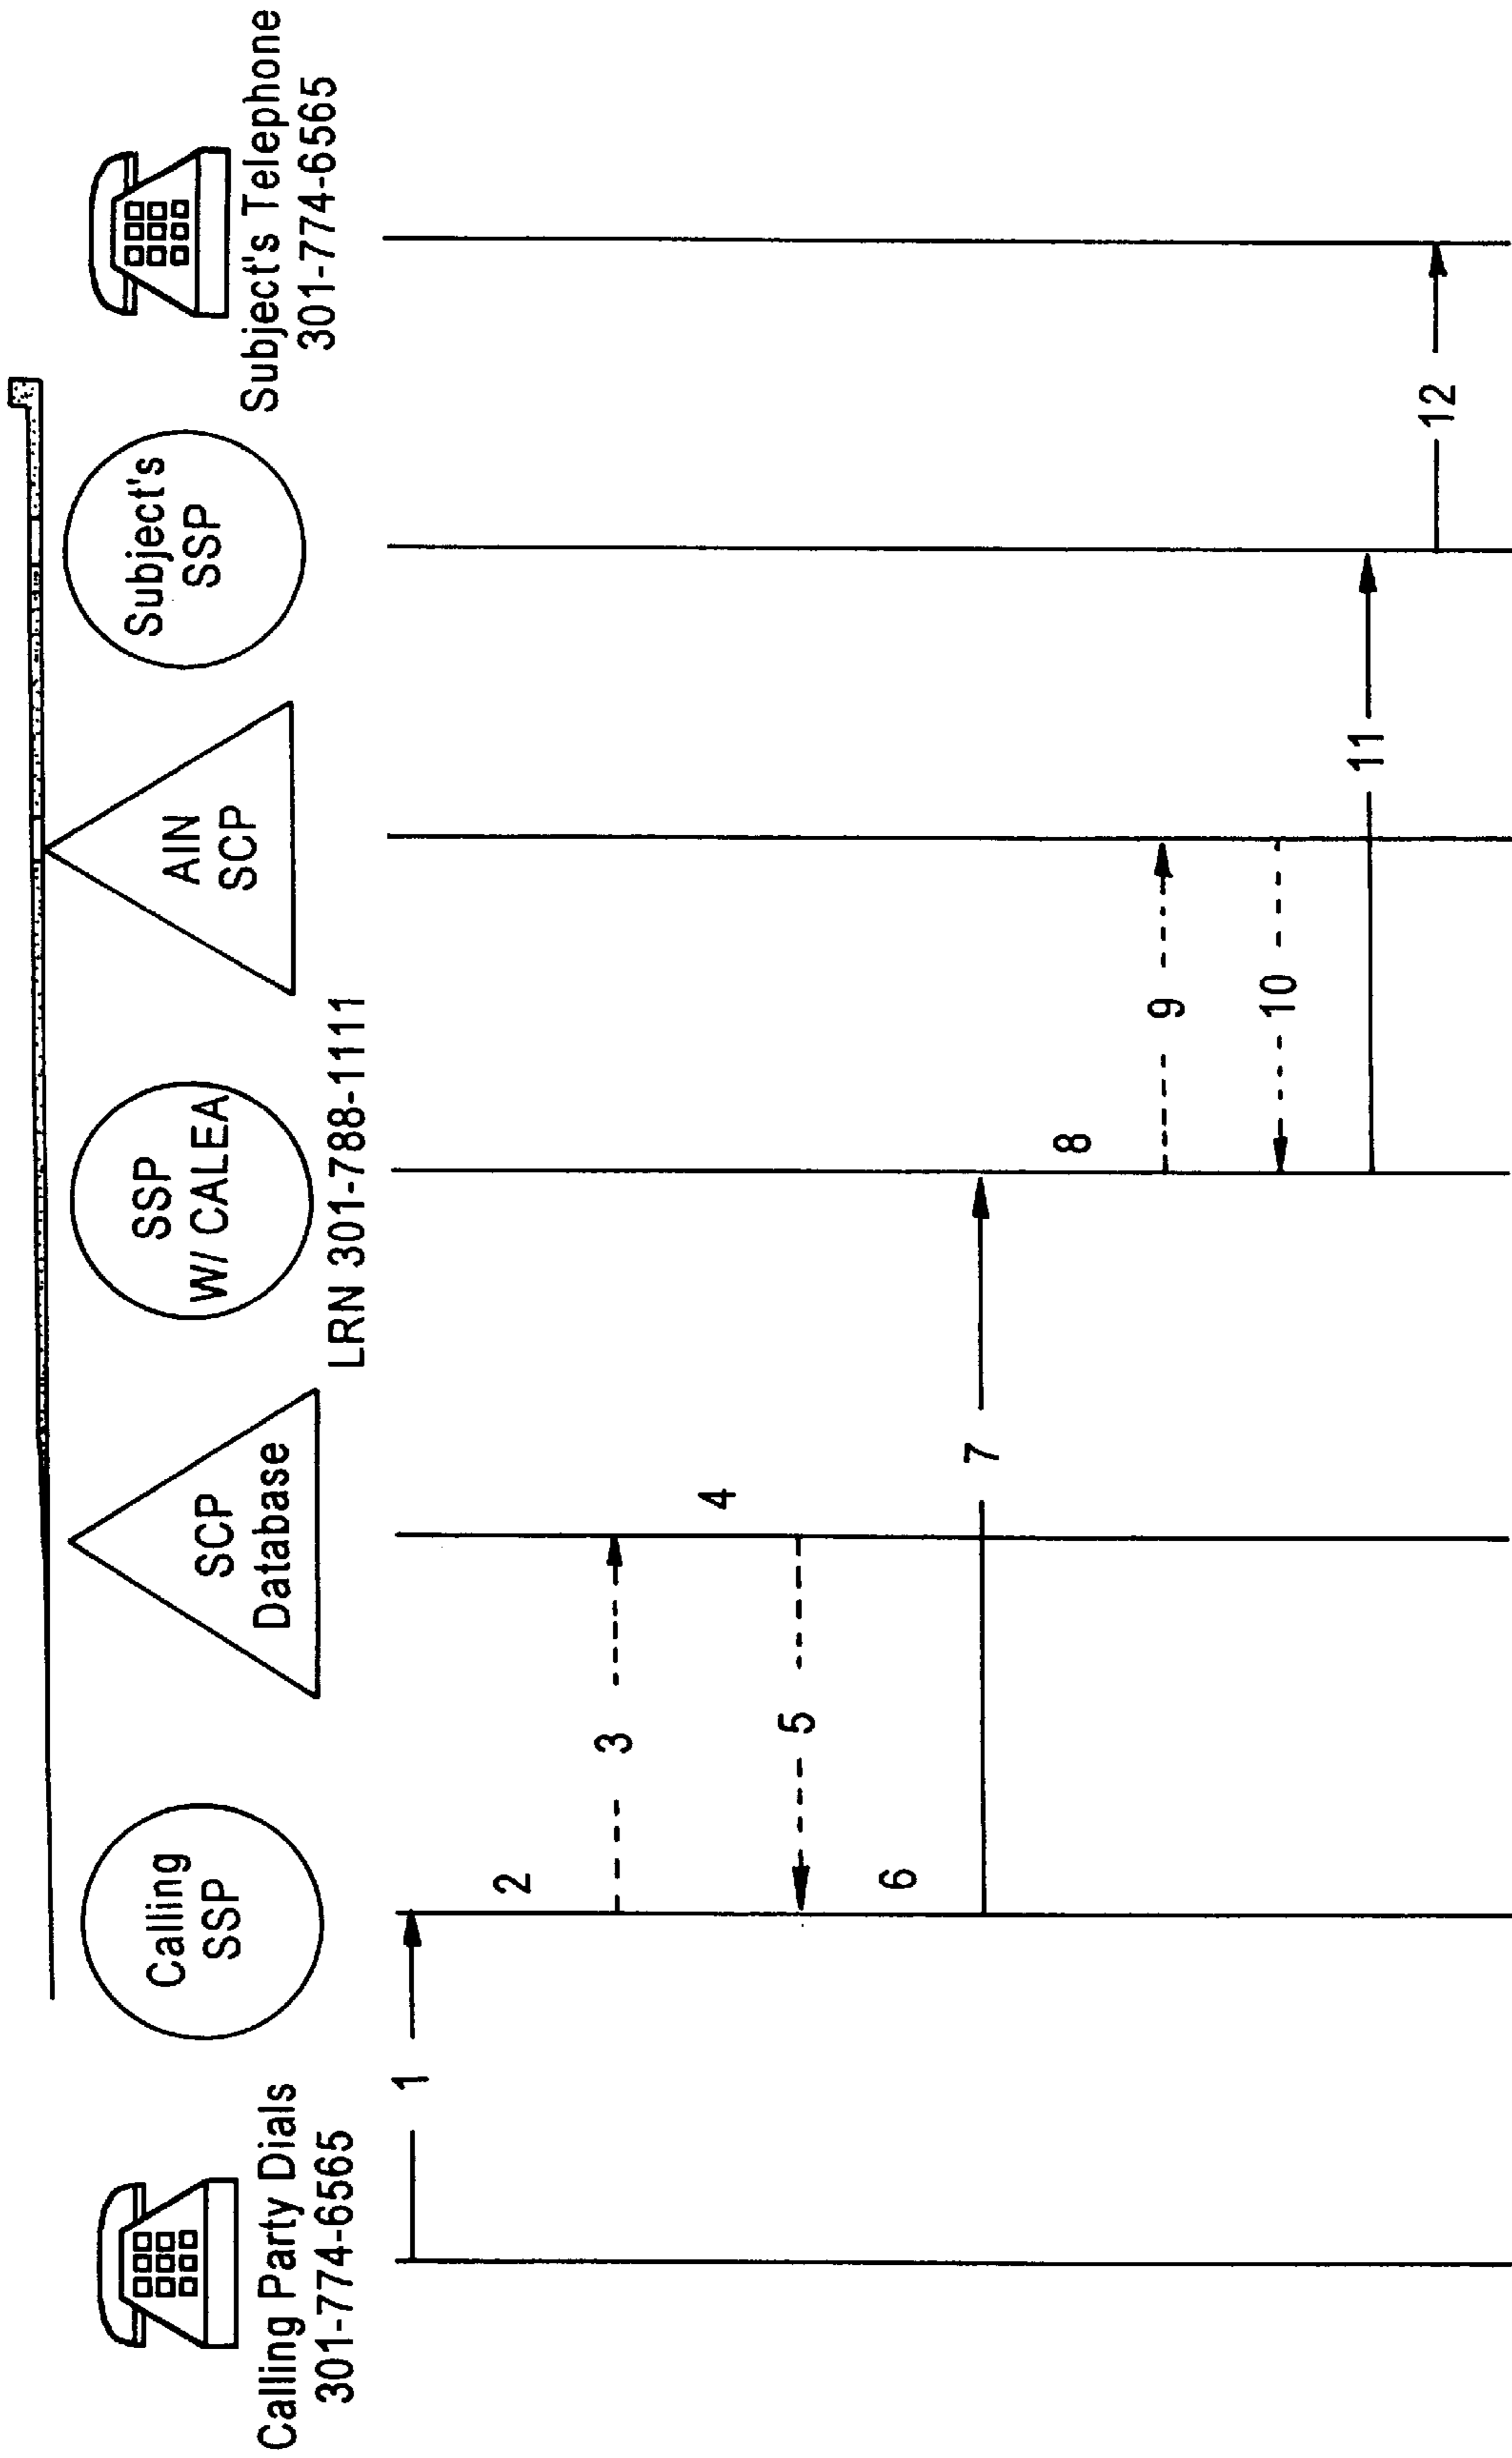 Calling Party Dials
301-774-6565
Calling
SSP
SCP
Database
SSP
W/ CALEA
LRN 301-788-1111
AIN
SCP
Subject's
SSP
Subject's Telephone
301-774-6565
1
2
3
4
5
6
7
8
9
10
11
12